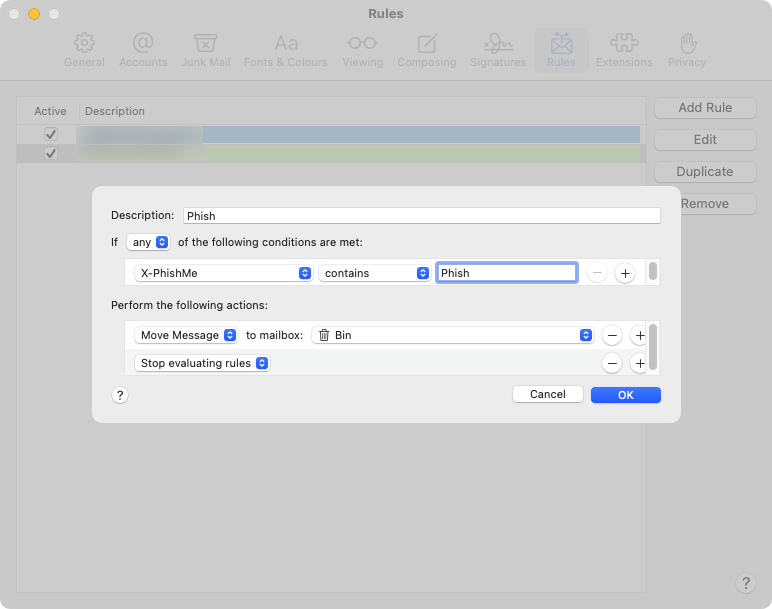 Rules
General Accounts Junk Mail Fonts & Colours Viewing Composing Signatures Rules Extensions Privacy
Active Description
Add Rule
Edit
Duplicate
Remove
Description: Phish
If any of the following conditions are met:
X-PhishMe contains Phish
Perform the following actions:
Move Message to mailbox: Bin
Stop evaluating rules
? Cancel OK
?